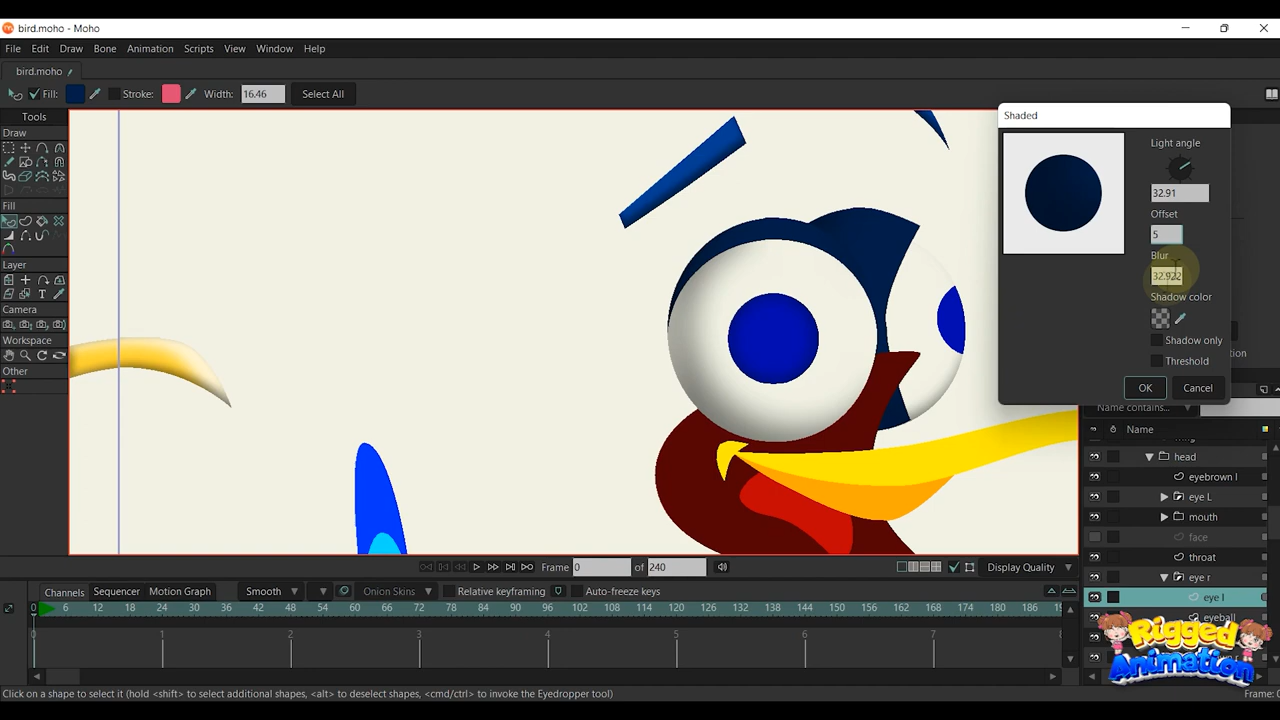 bird.moho - Moho
File Edit Draw Bone Animation Scripts View Window Help
bird.moho
Fill: Stroke: Width: 16.46 Select All
Tools
Draw
Fill
Layer
Camera
Workspace
Other
Shaded
Light angle
32.91
Offset
5
Blur
32.922
Shadow color
Shadow only
Threshold
OK Cancel
Name contains...
Name
head
eyebrown l
eye L
mouth
face
throat
eye r
eye l
eyeball
Rigged
Animation
Frame 0 of 240 Display Quality
Channels Sequencer Motion Graph Smooth Onion Skins Relative keyframing Auto-freeze keys
0 6 12 18 24 30 36 42 48 54 60 66 72 78 84 90 96 102 108 114 120 126 132 138 144 150 156 162 168 174 180 186 19
0 1 2 3 4 5 6 7 8
Click on a shape to select it (hold <shift> to select additional shapes, <alt> to deselect shapes, <cmd/ctrl> to invoke the Eyedropper tool) Frame: 0